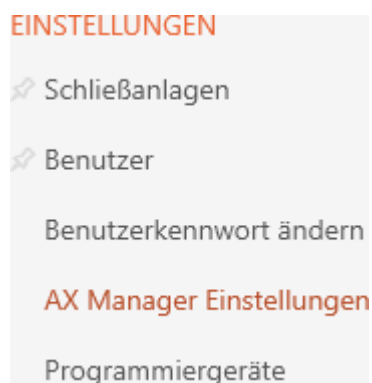 EINSTELLUNGEN
Schließanlagen
Benutzer
Benutzerkennwort ändern
AX Manager Einstellungen
Programmiergeräte